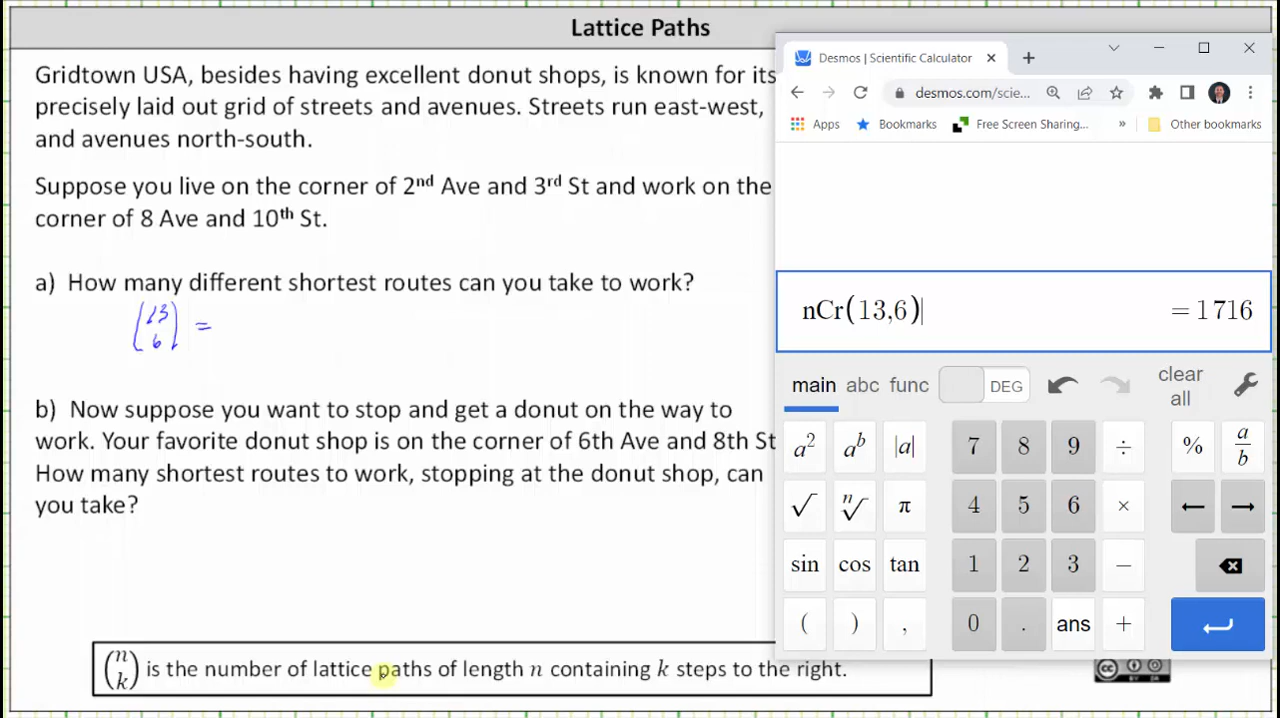 Lattice Paths
Gridtown USA, besides having excellent donut shops, is known for its
precisely laid out grid of streets and avenues. Streets run east-west,
and avenues north-south.
Suppose you live on the corner of 2nd Ave and 3rd St and work on the
corner of 8 Ave and 10th St.
a) How many different shortest routes can you take to work?
(13
6) =
b) Now suppose you want to stop and get a donut on the way to
work. Your favorite donut shop is on the corner of 6th Ave and 8th St
How many shortest routes to work, stopping at the donut shop, can
you take?
(n
k) is the number of lattice paths of length n containing k steps to the right.
Desmos | Scientific Calculator
desmos.com/scie...
Apps Bookmarks Free Screen Sharing... » Other bookmarks
nCr(13,6) = 1716
main abc func DEG clear
all
a² aᵇ |a| 7 8 9 ÷ % a/b
√ ⁿ√ π 4 5 6 × ← →
sin cos tan 1 2 3 −
( ) , 0 . ans +
cc BY SA